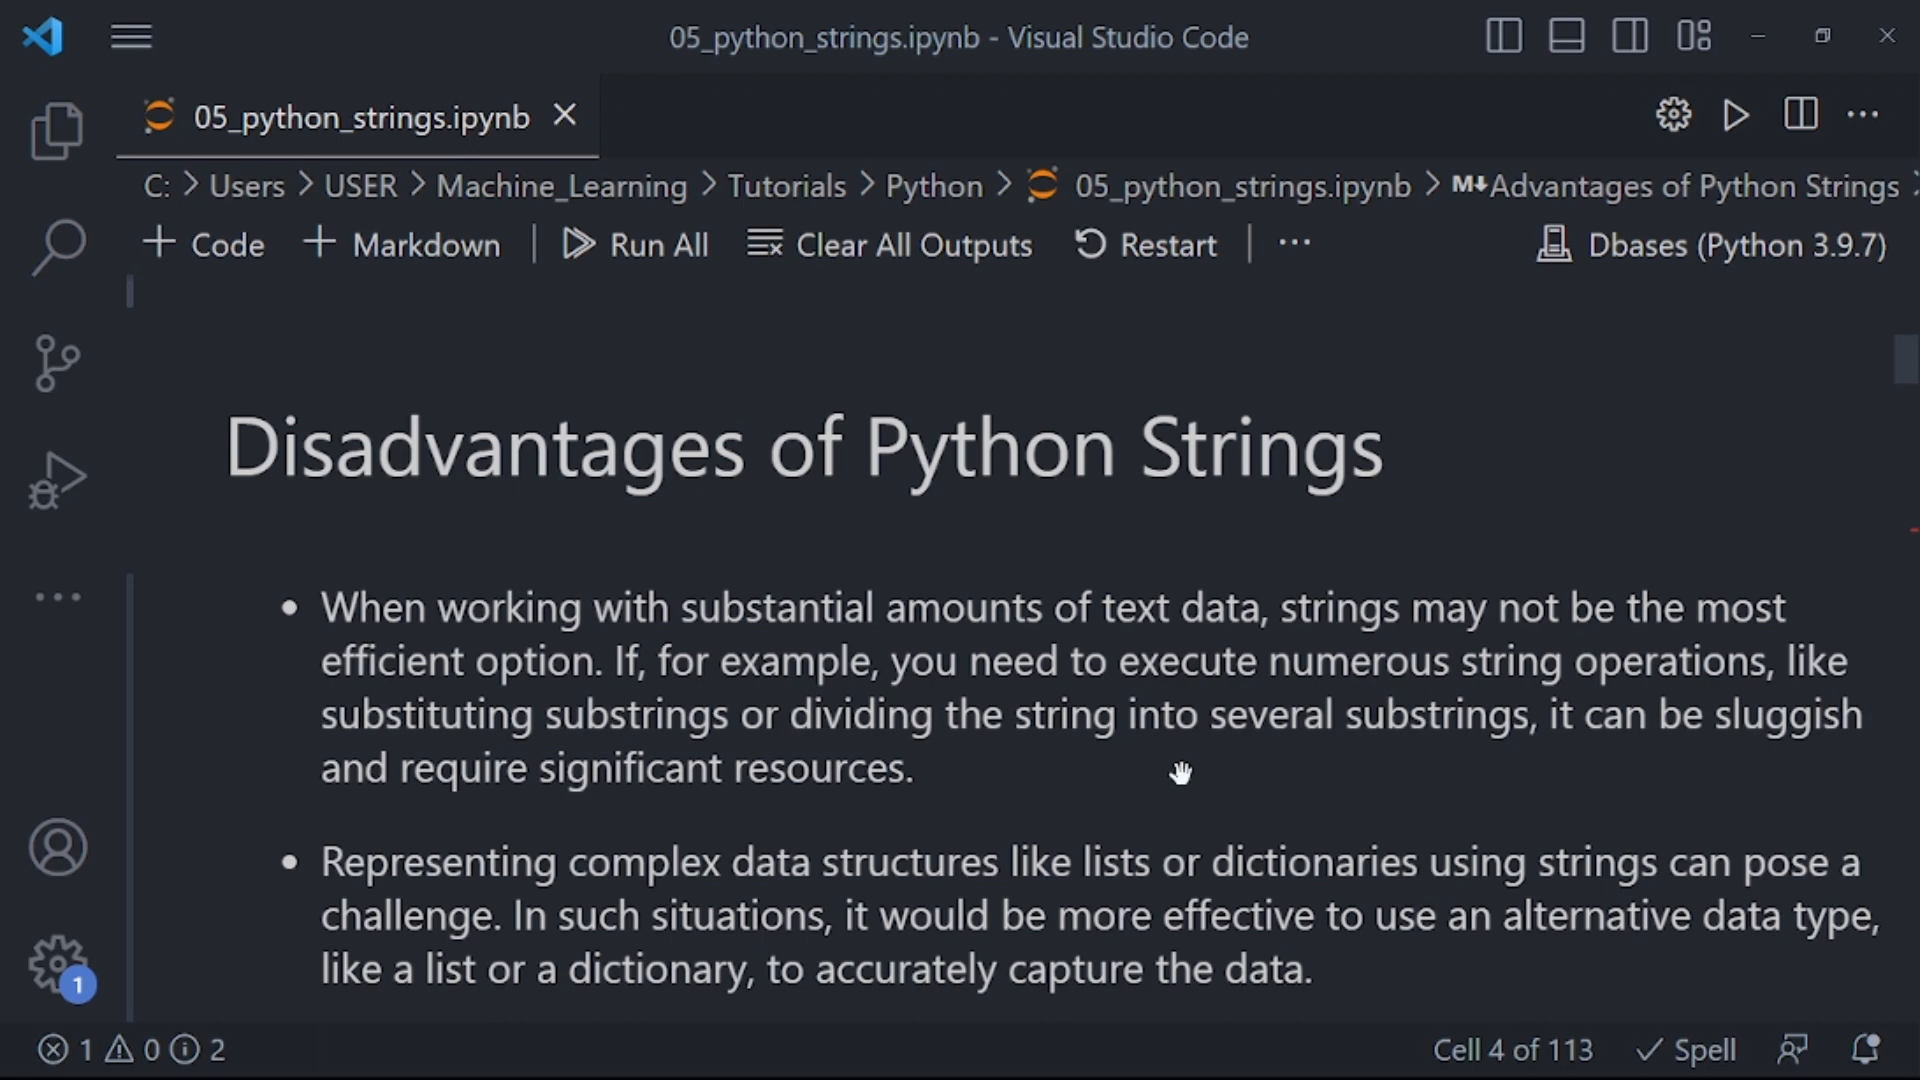 05_python_strings.ipynb - Visual Studio Code
05_python_strings.ipynb
C: > Users > USER > Machine_Learning > Tutorials > Python > 05_python_strings.ipynb > M↓Advantages of Python Strings
+ Code + Markdown | Run All Clear All Outputs Restart | ... Dbases (Python 3.9.7)
Disadvantages of Python Strings
• When working with substantial amounts of text data, strings may not be the most
efficient option. If, for example, you need to execute numerous string operations, like
substituting substrings or dividing the string into several substrings, it can be sluggish
and require significant resources.
• Representing complex data structures like lists or dictionaries using strings can pose a
challenge. In such situations, it would be more effective to use an alternative data type,
like a list or a dictionary, to accurately capture the data.
1
1 0 2 Cell 4 of 113 Spell